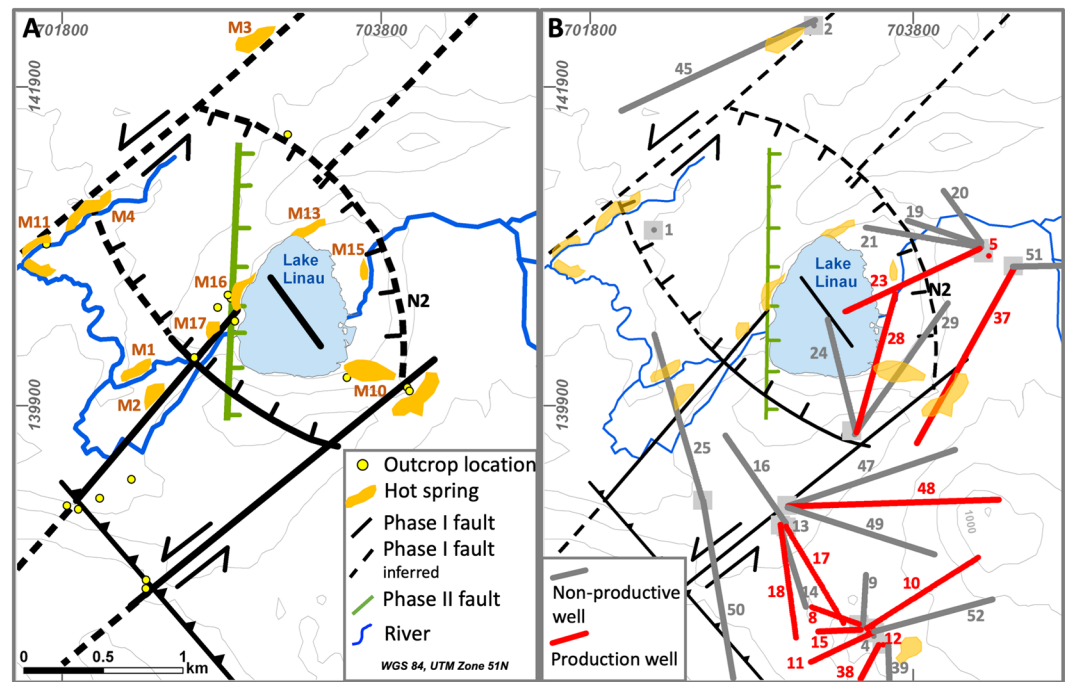 A
701800
703800
141900
139900
M3
M11
M4
M13
M15
Lake
Linau
M16
M17
N2
M1
M2
M10
Outcrop location
Hot spring
Phase I fault
Phase I fault
inferred
Phase II fault
River
WGS 84, UTM Zone 51N
0 0.5 1
km
B
701800
703800
141900
139900
2
45
1
20
19
21
5
51
Lake
Linau
23
N2
37
28
29
24
25
16
47
48
13
49
1000
17
18
14
9
10
8
52
15
4
12
11
38
39
50
Non-productive
well
Production well